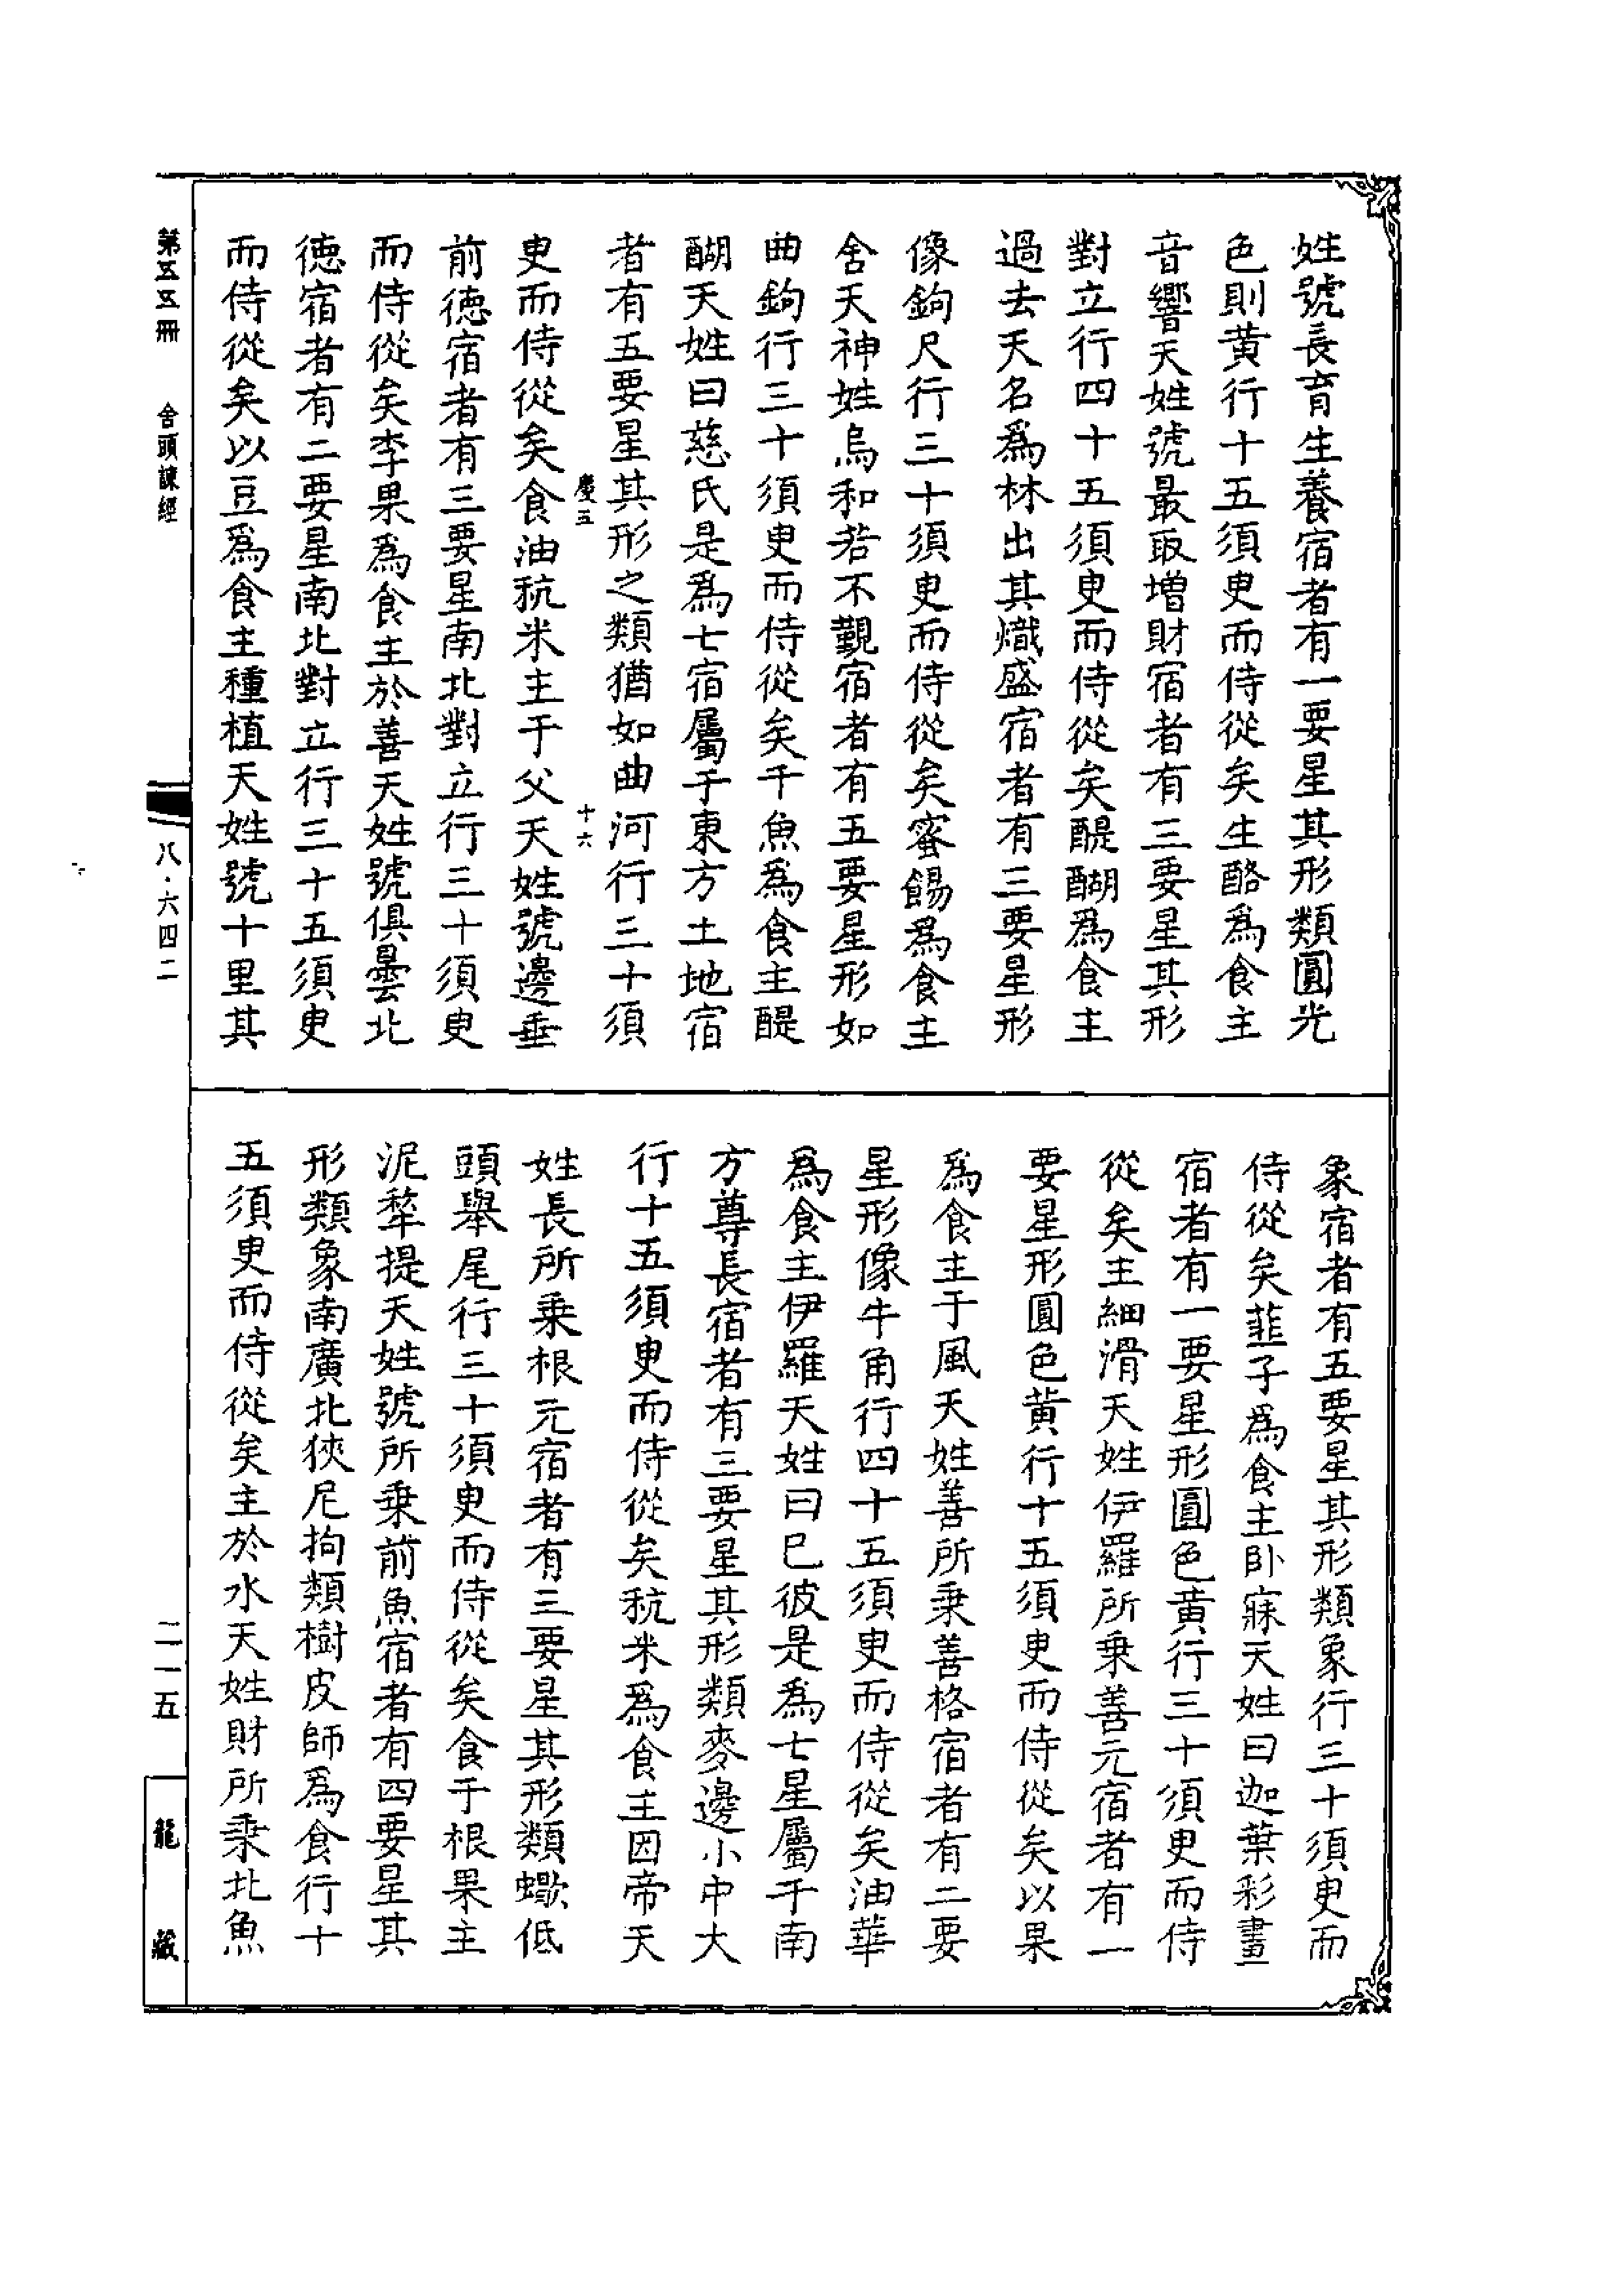 姓號長育生養宿者有一要星其形類圓光
色則黄行十五須臾而侍從矣生酪為食主
音響天姓號最取增財宿者有三要星其形
對立行四十五須臾而侍從矣醍醐為食主
過去天名為林出其熾盛宿者有三要星形
像鉤尺行三十須臾而侍從矣蜜餳為食主
舍天神姓烏和若不覲宿者有五要星形如
曲鉤行三十須臾而侍從矣千魚為食主醍
醐天姓曰慈氏是為七宿屬于東方土地宿
者有五要星其形之類猶如曲河行三十須
慶五 十六
臾而侍從矣食油秔米主于父天姓號邊垂
前德宿者有三要星南北對立行三十須臾
而侍從矣李果為食主於善天姓號俱曇北
德宿者有二要星南北對立行三十五須臾
而侍從矣以豆為食主種植天姓號十里其
象宿者有五要星其形類象行三十須臾而
侍從矣韮子為食主卧寐天姓曰迦葉彩畫
宿者有一要星形圓色黃行三十須更而侍
從矣主細滑天姓伊羅所秉善元宿者有一
要星形圓色黄行十五須臾而侍從矣以果
為食主于風天姓善所秉善格宿者有二要
星形像牛角行四十五須臾而侍從矣油華
為食主伊羅天姓曰巳彼是為七星屬于南
方尊長宿者有三要星其形類麥邊小中大
行十五須臾而侍從矣秔米為食主因帝天
姓長所乗根元宿者有三要星其形類蠍低
頭舉尾行三十須臾而侍從矣食于根果主
泥犂提天姓號所乗前魚宿者有四要星其
形類象南廣北狹尼拘類樹皮師為食行十
五須臾而侍從矣主於水天姓財所乗北魚
第五五冊 舍頭諫經 八·六四二 二一五 龍藏